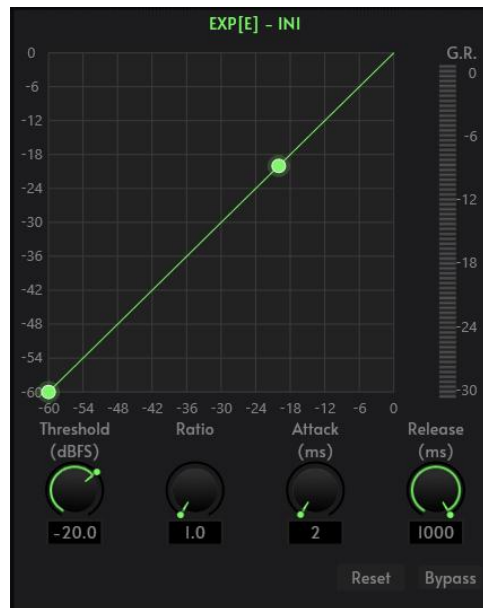 EXP[E] - INI
G.R.
0
-6
-12
-18
-24
-30
-36
-42
-48
-54
-60
0
-6
-12
-18
-24
-30
-60 -54 -48 -42 -36 -30 -24 -18 -12 -6 0
Threshold (dBFS)
Ratio
Attack (ms)
Release (ms)
-20.0
1.0
2
1000
Reset
Bypass